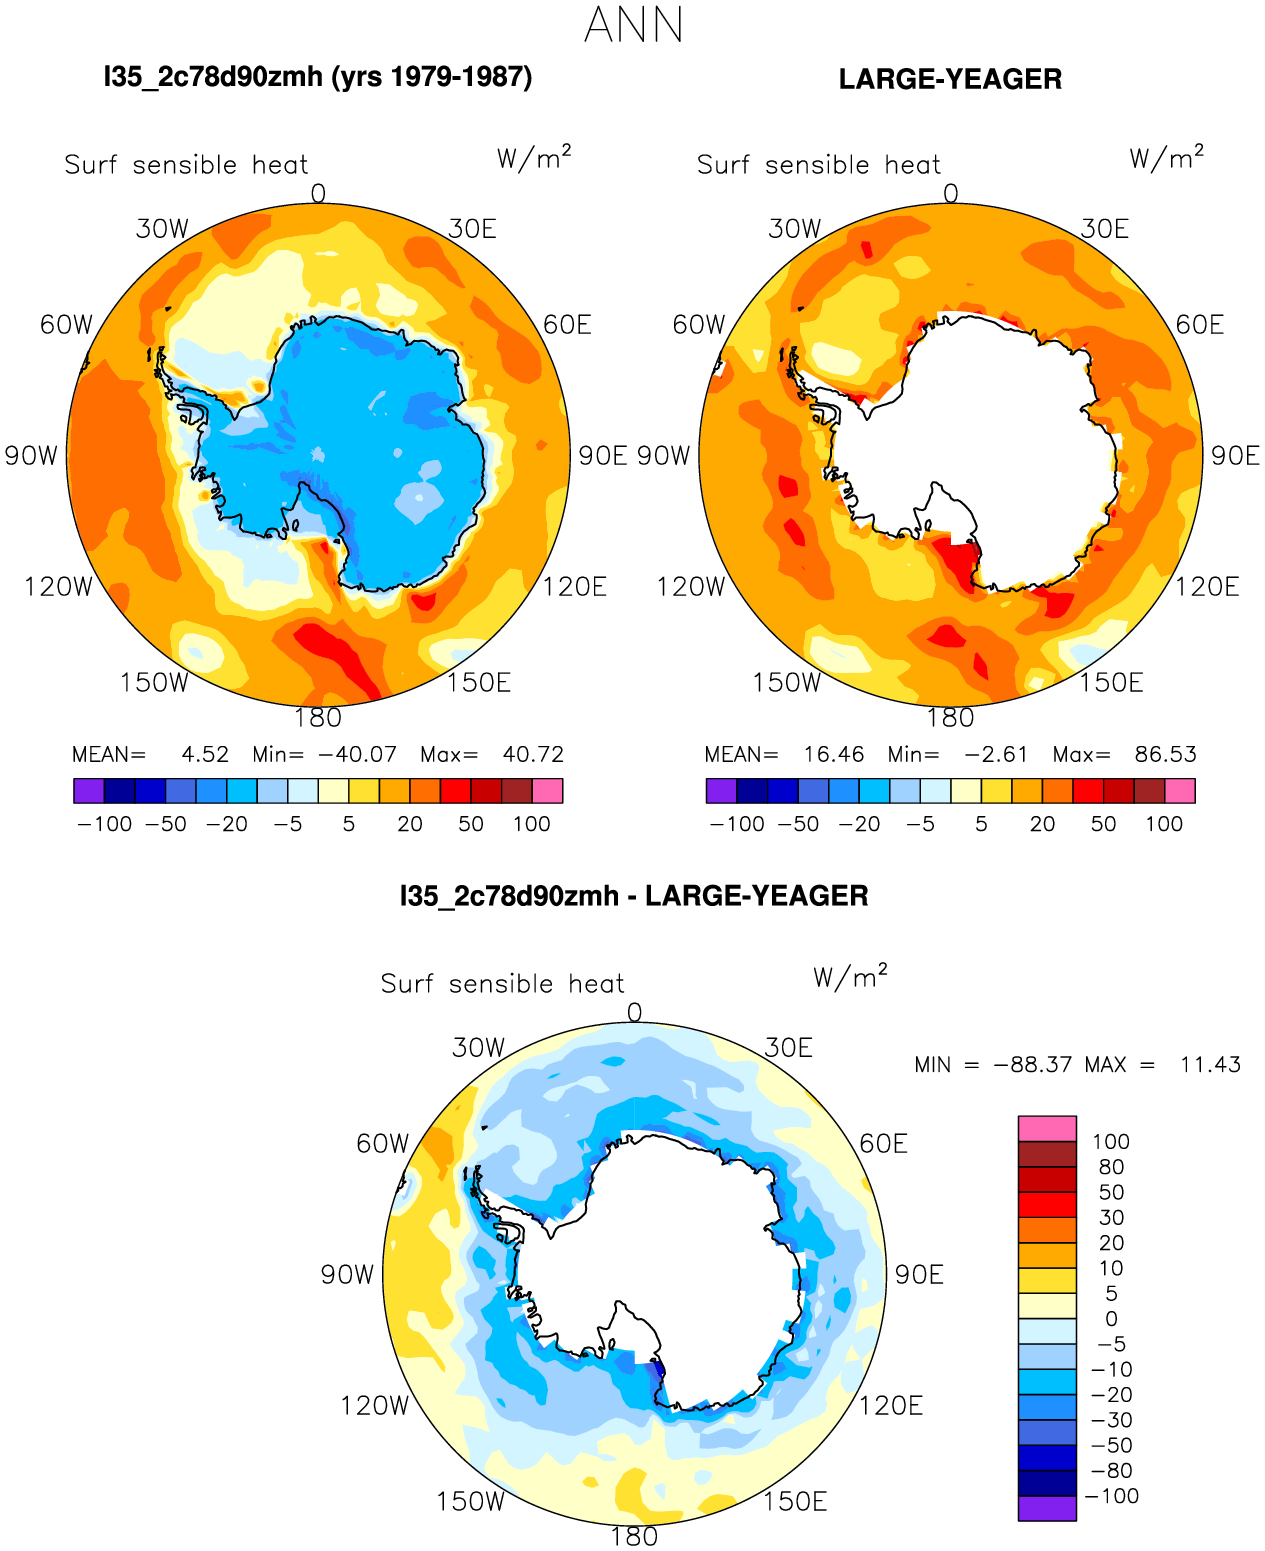 ANN
l35_2c78d90zmh (yrs 1979-1987)
LARGE-YEAGER
Surf sensible heat
W/m²
Surf sensible heat
W/m²
0
30W
30E
60W
60E
90W
90E
120W
120E
150W
150E
180
0
30W
30E
60W
60E
90W
90E
120W
120E
150W
150E
180
MEAN= 4.52 Min= −40.07 Max= 40.72
MEAN= 16.46 Min= −2.61 Max= 86.53
−100 −50 −20 −5 5 20 50 100
−100 −50 −20 −5 5 20 50 100
l35_2c78d90zmh - LARGE-YEAGER
Surf sensible heat
W/m²
0
30W
30E
60W
60E
90W
90E
120W
120E
150W
150E
180
MIN = −88.37 MAX = 11.43
100
80
50
30
20
10
5
0
−5
−10
−20
−30
−50
−80
−100